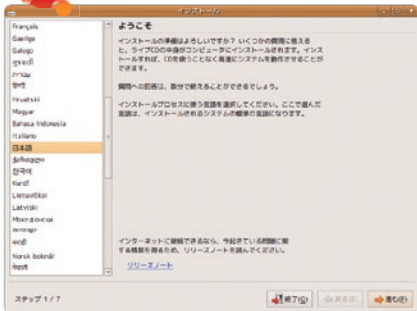 インストール
Français
Gaeilge
Galego
ગુજરાતી
עברית
हिन्दी
Hrvatski
Magyar
Bahasa Indonesia
Italiano
日本語
ქართული
한국어
Kurdî
Lietuviškai
Latviski
Македонски
मराठी
Norsk bokmål
नेपाली
ようこそ
インストールの準備はよろしいですか? いくつかの質問に答える
と、ライブCDの中身がコンピュータにインストールされます。インス
トールすれば、CDを使うことなく高速にシステムを動作させることが
できます。
質問への回答は、数分で終えることができるでしょう。
インストールプロセスに使う言語を選択してください。ここで選んだ
言語は、インストールされるシステムの標準の言語になります。
インターネットに接続できるなら、今起きている問題に関
する情報を得るため、リリースノートを読んでください。
リリースノート
ステップ 1 / 7
終了(Q)
戻る(B)
進む(F)